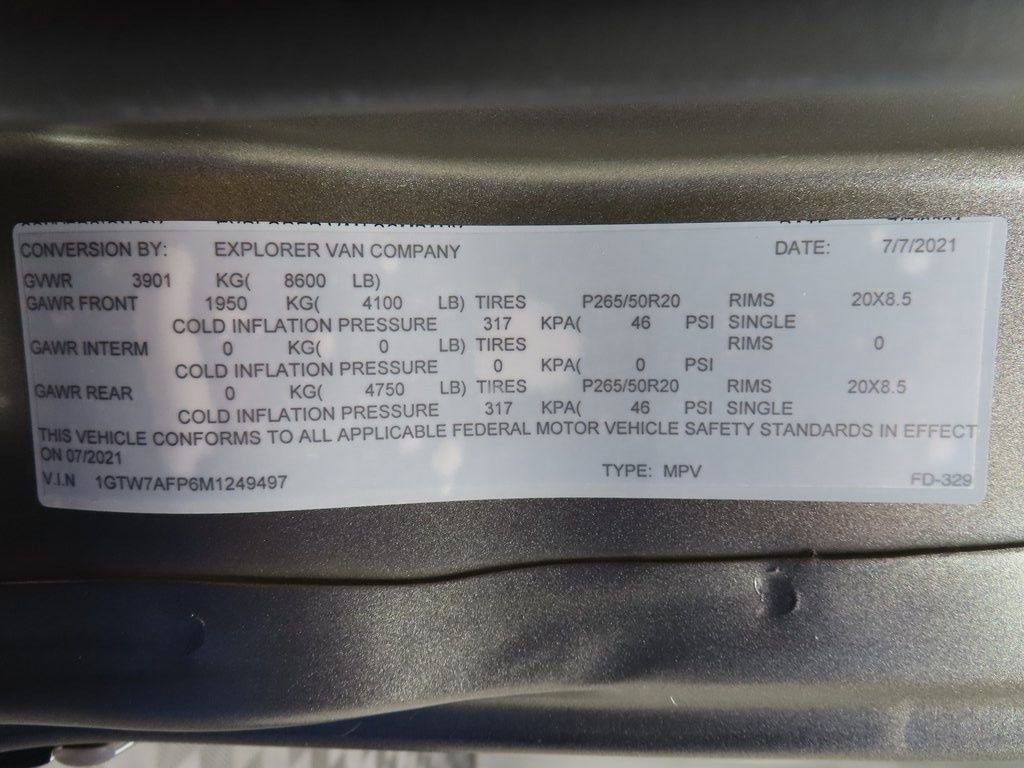 CONVERSION BY: EXPLORER VAN COMPANY DATE: 7/7/2021
GVWR 3901 KG( 8600 LB)
GAWR FRONT 1950 KG( 4100 LB) TIRES P265/50R20 RIMS 20X8.5
COLD INFLATION PRESSURE 317 KPA( 46 PSI SINGLE
GAWR INTERM 0 KG( 0 LB) TIRES RIMS 0
COLD INFLATION PRESSURE 0 KPA( 0 PSI
GAWR REAR 0 KG( 4750 LB) TIRES P265/50R20 RIMS 20X8.5
COLD INFLATION PRESSURE 317 KPA( 46 PSI SINGLE
THIS VEHICLE CONFORMS TO ALL APPLICABLE FEDERAL MOTOR VEHICLE SAFETY STANDARDS IN EFFECT
ON 07/2021
V.I.N 1GTW7AFP6M1249497 TYPE: MPV FD-329